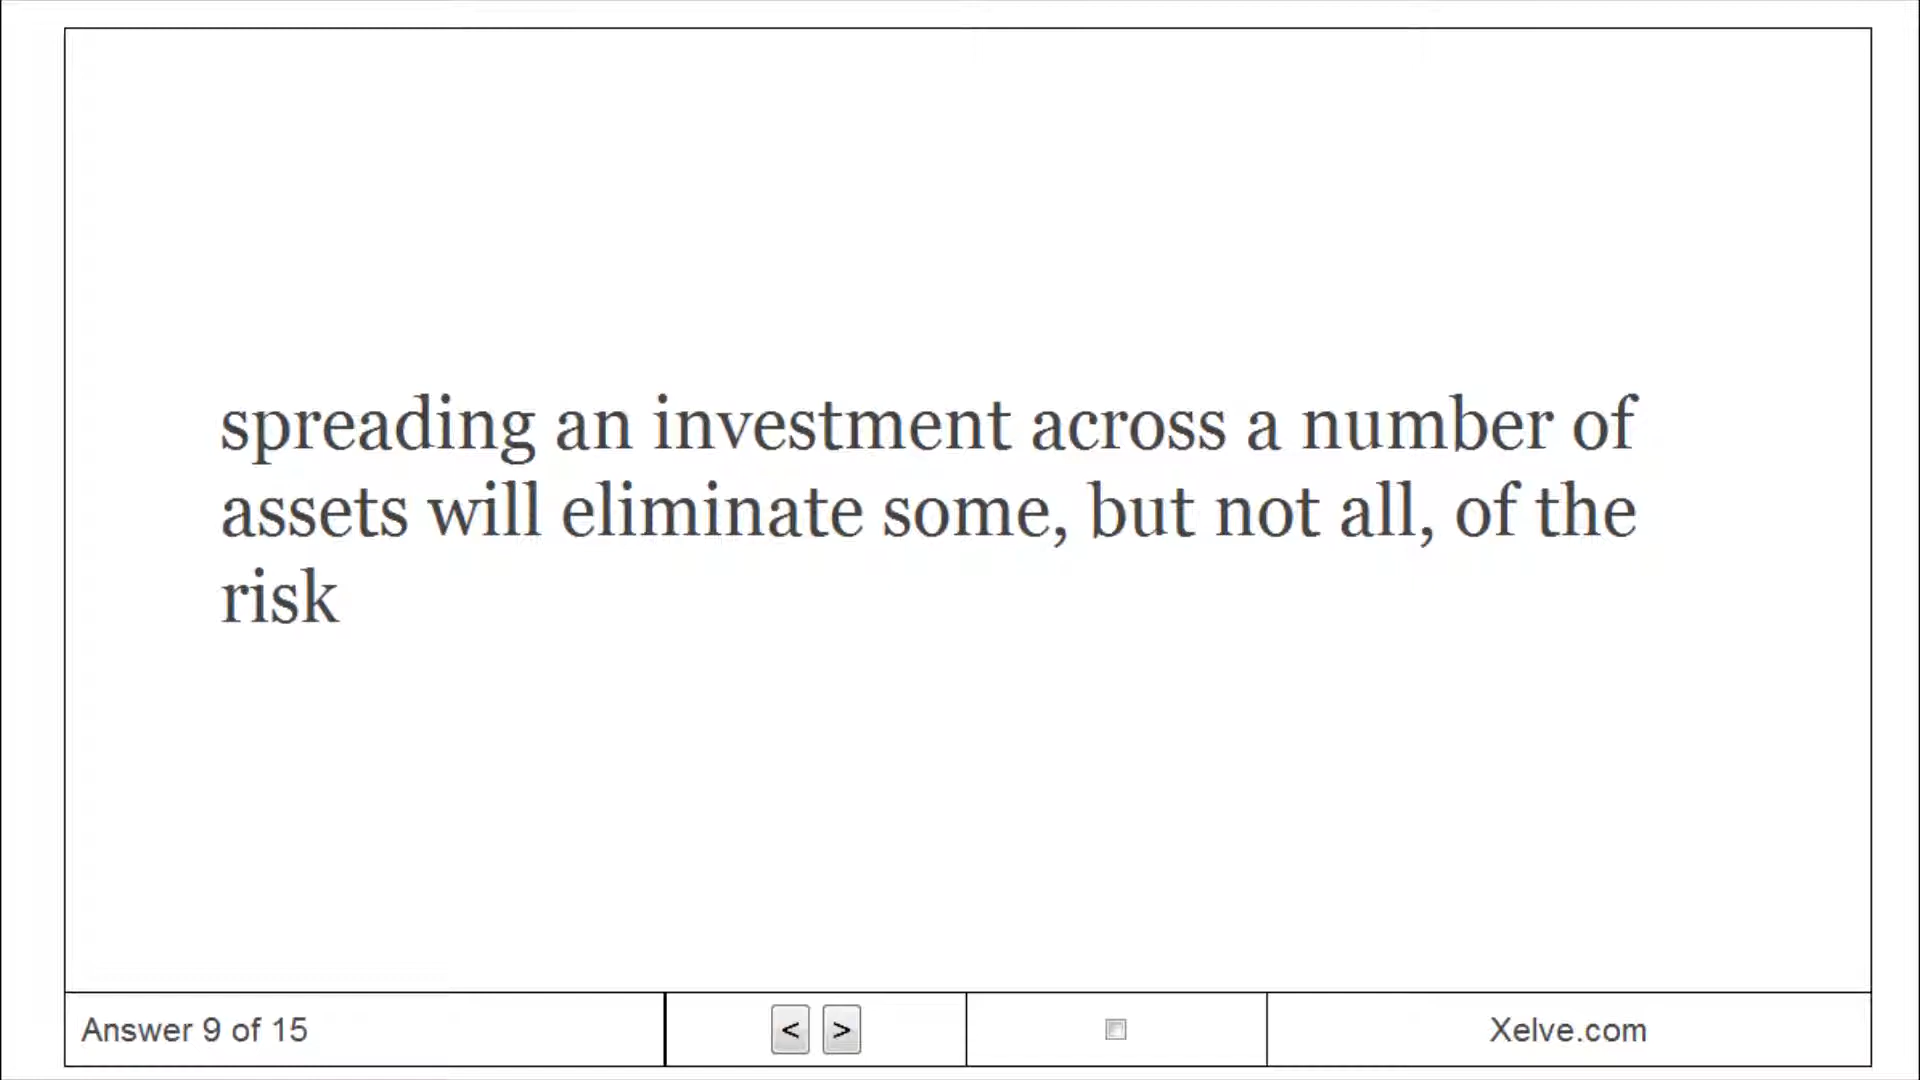 spreading an investment across a number of
assets will eliminate some, but not all, of the
risk
Answer 9 of 15
< >
Xelve.com